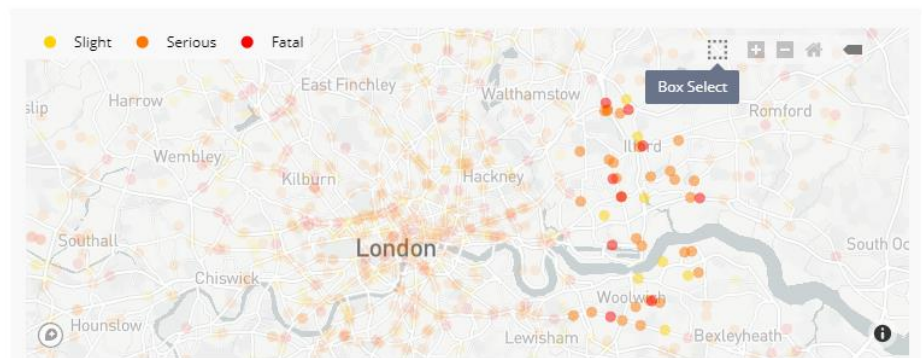 Slight Serious Fatal
Box Select
East Finchley
Walthamstow
Harrow
Romford
slip
Ilford
Wembley
Kilburn
Hackney
Southall
London
South Oc
Chiswick
Woolwich
Hounslow
Lewisham
Bexleyheath